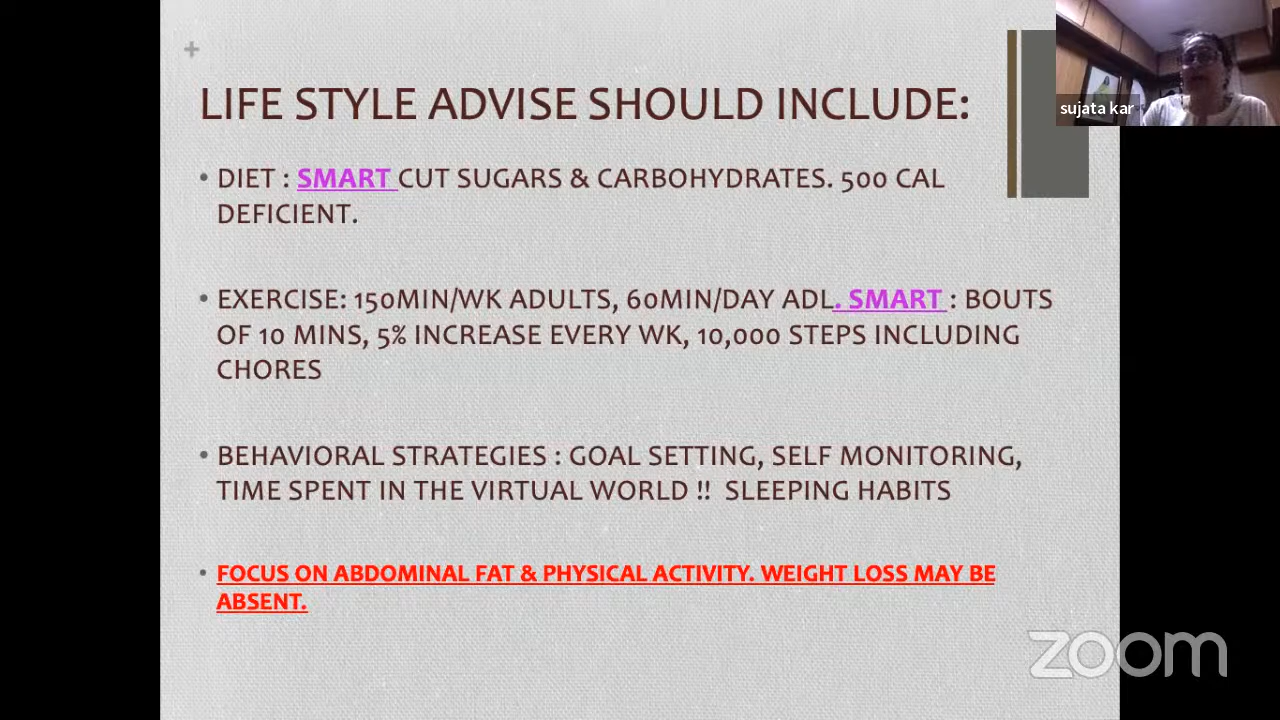 LIFE STYLE ADVISE SHOULD INCLUDE:
sujata kar
• DIET : SMART CUT SUGARS & CARBOHYDRATES. 500 CAL
DEFICIENT.
• EXERCISE: 150MIN/WK ADULTS, 60MIN/DAY ADL. SMART : BOUTS
OF 10 MINS, 5% INCREASE EVERY WK, 10,000 STEPS INCLUDING
CHORES
• BEHAVIORAL STRATEGIES : GOAL SETTING, SELF MONITORING,
TIME SPENT IN THE VIRTUAL WORLD !! SLEEPING HABITS
• FOCUS ON ABDOMINAL FAT & PHYSICAL ACTIVITY. WEIGHT LOSS MAY BE
ABSENT.
zoom